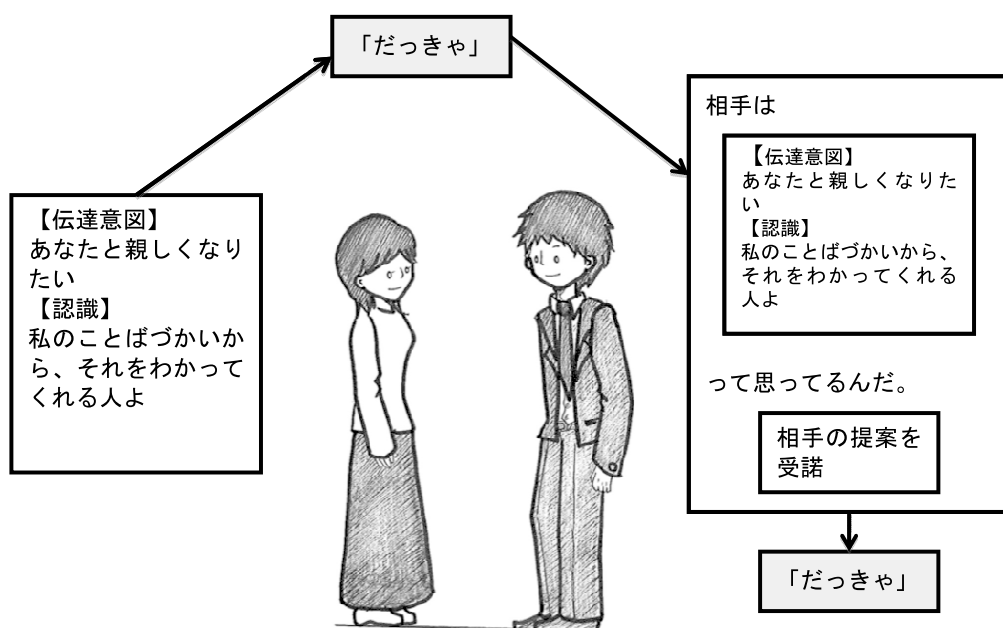 「だっきゃ」
【伝達意図】
あなたと親しくなり
たい
【認識】
私のことばづかいか
ら、それをわかって
くれる人よ
相手は
【伝達意図】
あなたと親しくなりた
い
【認識】
私のことばづかいから、
それをわかってくれる
人よ
って思ってるんだ。
相手の提案を
受諾
「だっきゃ」